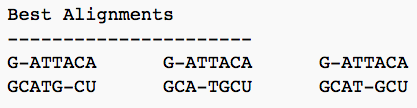 Best Alignments
----------------------
G-ATTACA      G-ATTACA      G-ATTACA
GCATG-CU      GCA-TGCU      GCAT-GCU